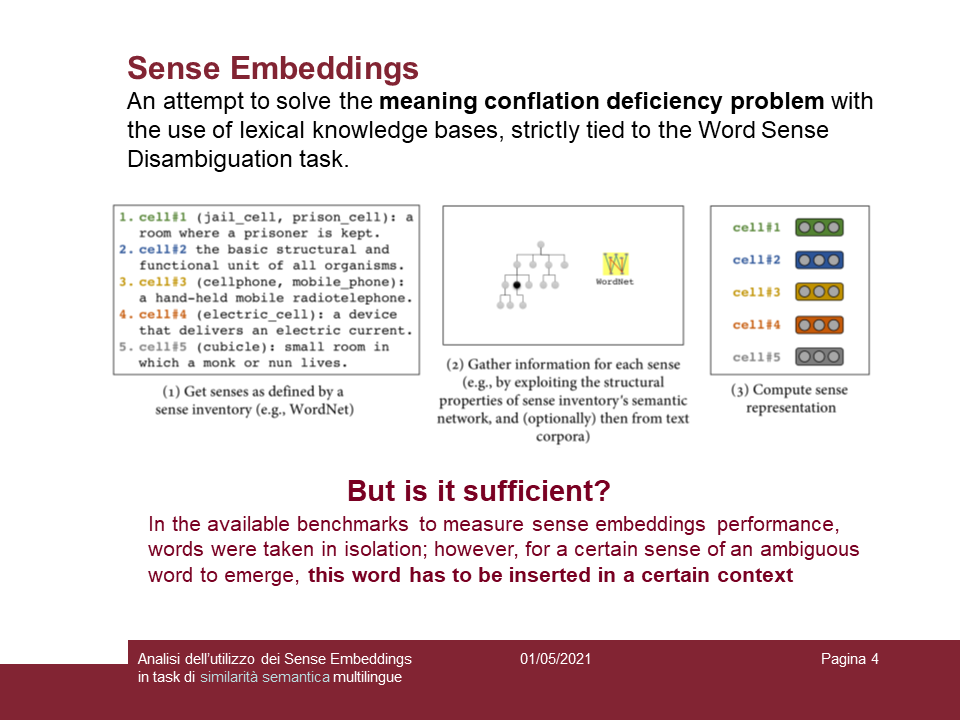 Sense Embeddings
An attempt to solve the meaning conflation deficiency problem with
the use of lexical knowledge bases, strictly tied to the Word Sense
Disambiguation task.
1. cell#1 (jail_cell, prison_cell): a
room where a prisoner is kept.
2. cell#2 the basic structural and
functional unit of all organisms.
3. cell#3 (cellphone, mobile_phone):
a hand-held mobile radiotelephone.
4. cell#4 (electric_cell): a device
that delivers an electric current.
5. cell#5 (cubicle): small room in
which a monk or nun lives.
(1) Get senses as defined by a
sense inventory (e.g., WordNet)
W
WordNet
(2) Gather information for each sense
(e.g., by exploiting the structural
properties of sense inventory's semantic
network, and (optionally) then from text
corpora)
cell#1
cell#2
cell#3
cell#4
cell#5
(3) Compute sense
representation
But is it sufficient?
In the available benchmarks to measure sense embeddings performance,
words were taken in isolation; however, for a certain sense of an ambiguous
word to emerge, this word has to be inserted in a certain context
Analisi dell'utilizzo dei Sense Embeddings
in task di similarità semantica multilingue
01/05/2021
Pagina 4